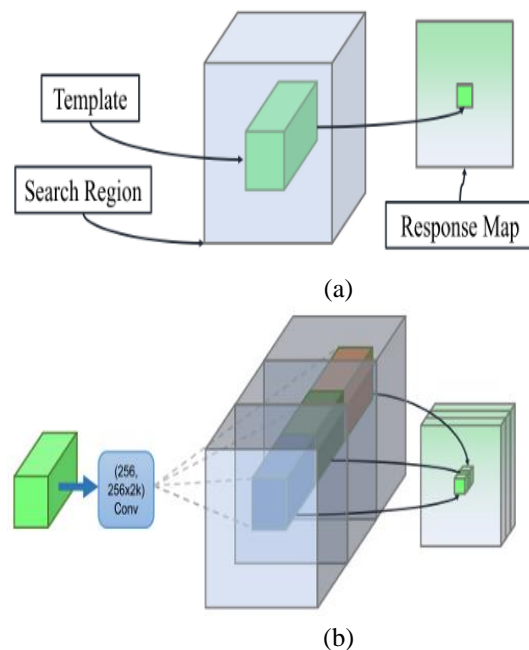 Template
Search Region
Response Map
(a)
(256,
256x2k)
Conv
(b)